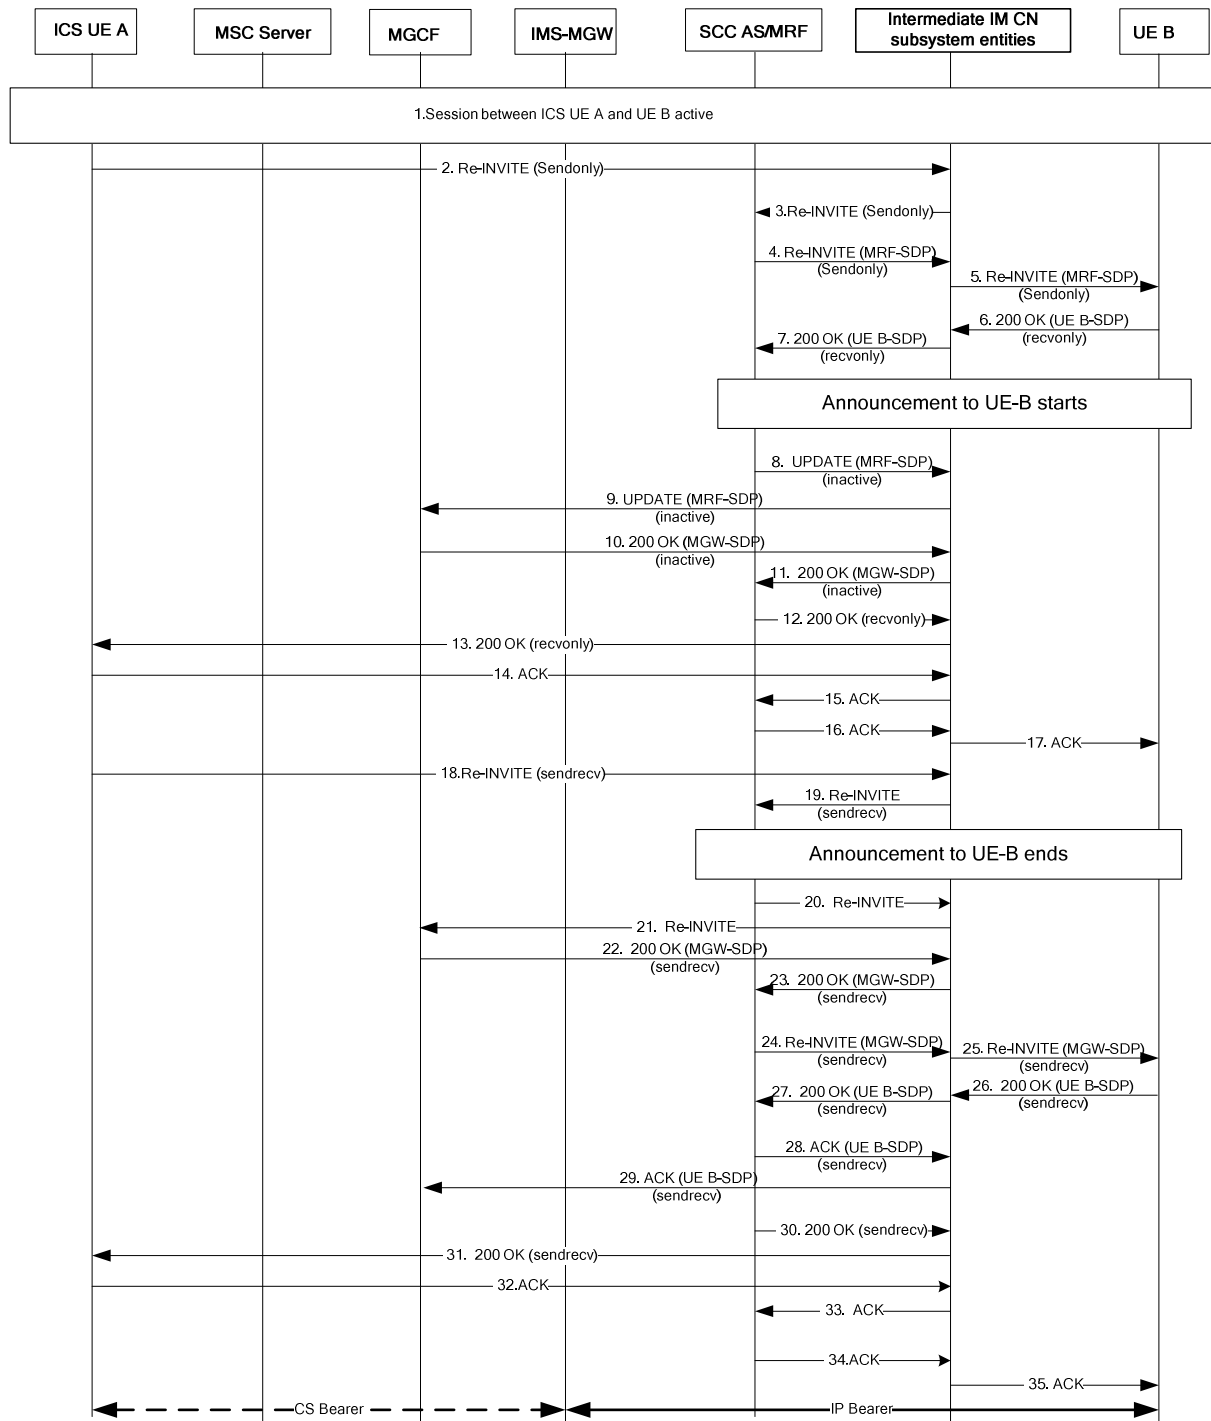 ICS UE A
MSC Server
MGCF
IMS-MGW
SCC AS/MRF
Intermediate IM CN
subsystem entities
UE B
1.Session between ICS UE A and UE B active
2. Re-INVITE (Sendonly)
3.Re-INVITE (Sendonly)
4. Re-INVITE (MRF-SDP)
(Sendonly)
5. Re-INVITE (MRF-SDP)
(Sendonly)
6. 200 OK (UE B-SDP)
(recvonly)
7. 200 OK (UE B-SDP)
(recvonly)
Announcement to UE-B starts
8. UPDATE (MRF-SDP)
(inactive)
9. UPDATE (MRF-SDP)
(inactive)
10. 200 OK (MGW-SDP)
(inactive)
11. 200 OK (MGW-SDP)
(inactive)
12. 200 OK (recvonly)
13. 200 OK (recvonly)
14. ACK
15. ACK
16. ACK
17. ACK
18.Re-INVITE (sendrecv)
19. Re-INVITE
(sendrecv)
Announcement to UE-B ends
20. Re-INVITE
21. Re-INVITE
22. 200 OK (MGW-SDP)
(sendrecv)
23. 200 OK (MGW-SDP)
(sendrecv)
24. Re-INVITE (MGW-SDP)
(sendrecv)
25. Re-INVITE (MGW-SDP)
(sendrecv)
26. 200 OK (UE B-SDP)
(sendrecv)
27. 200 OK (UE B-SDP)
(sendrecv)
28. ACK (UE B-SDP)
(sendrecv)
29. ACK (UE B-SDP)
(sendrecv)
30. 200 OK (sendrecv)
31. 200 OK (sendrecv)
32.ACK
33. ACK
34.ACK
35. ACK
CS Bearer
IP Bearer